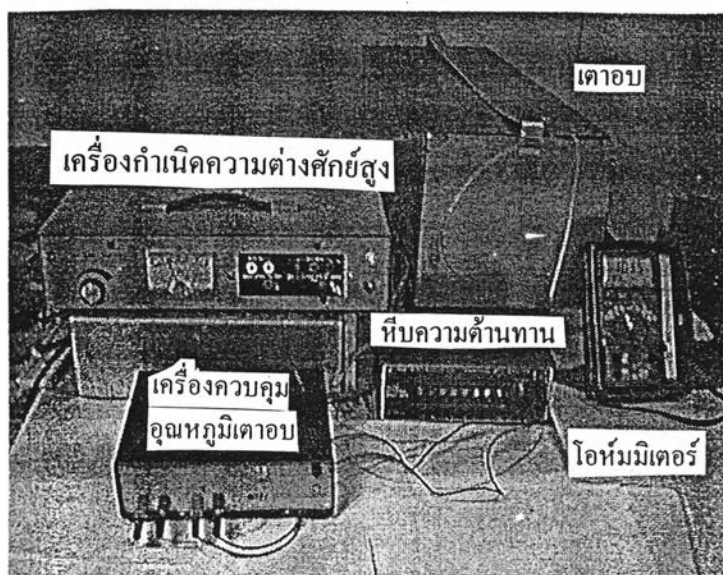 เตาอบ
เครื่องกำเนิดความต่างศักย์สูง
หีบความต้านทาน
เครื่องควบคุม
อุณหภูมิเตาอบ
โอห์มมิเตอร์